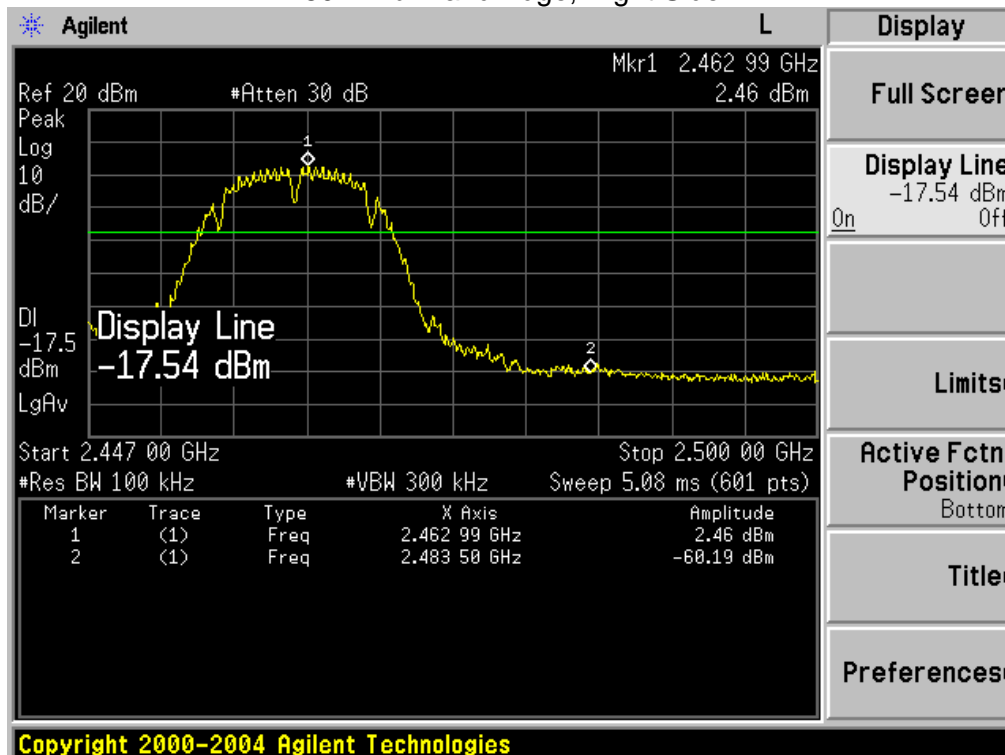 Agilent L
Display
Mkr1 2.462 99 GHz
Ref 20 dBm #Atten 30 dB 2.46 dBm
Peak
Log
10
dB/
1
2
DI
-17.5
dBm
LgAv
Display Line
-17.54 dBm
Start 2.447 00 GHz Stop 2.500 00 GHz
#Res BW 100 kHz #VBW 300 kHz Sweep 5.08 ms (601 pts)
Marker Trace Type X Axis Amplitude
1 (1) Freq 2.462 99 GHz 2.46 dBm
2 (1) Freq 2.483 50 GHz -60.19 dBm
Full Screen
Display Line
-17.54 dBm
On Off
Limits
Active Fctn
Position
Bottom
Title
Preferences
Copyright 2000-2004 Agilent Technologies